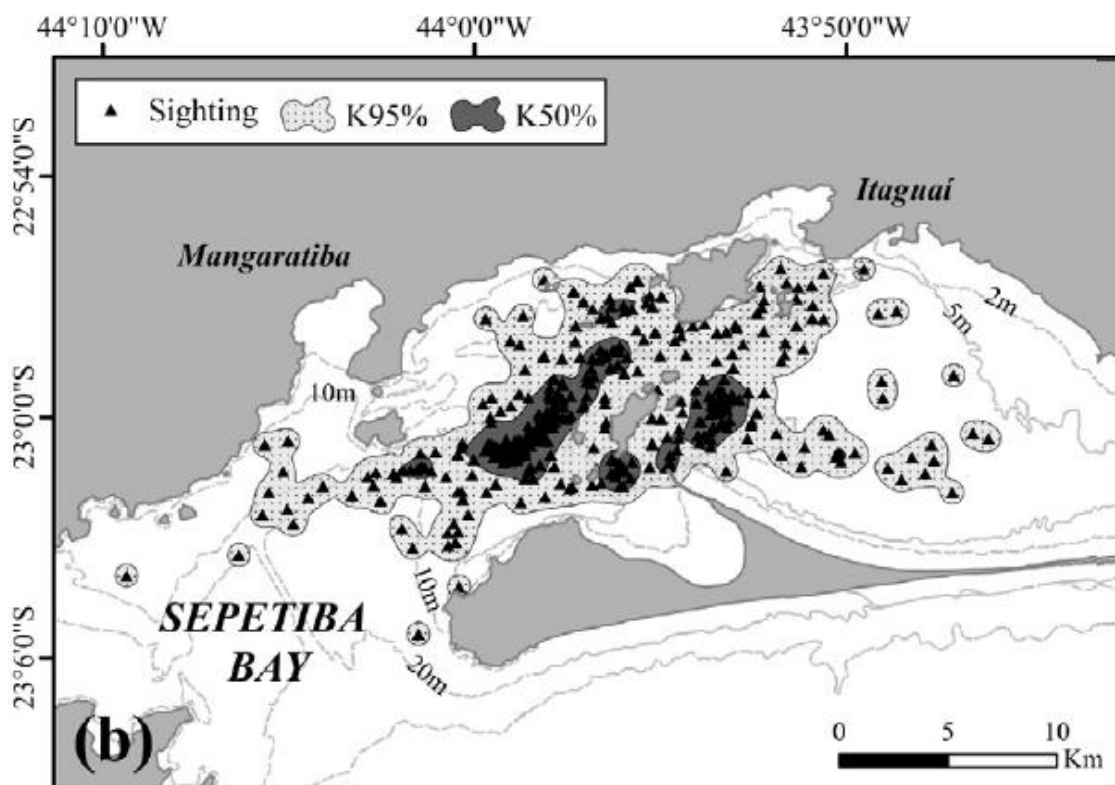 44°10'0"W 44°0'0"W 43°50'0"W
Sighting K95% K50%
22°54'0"S
Itaguaí
Mangaratiba
2m
5m
10m
23°0'0"S
10m
SEPETIBA
BAY
20m
23°6'0"S
(b)
0 5 10
Km